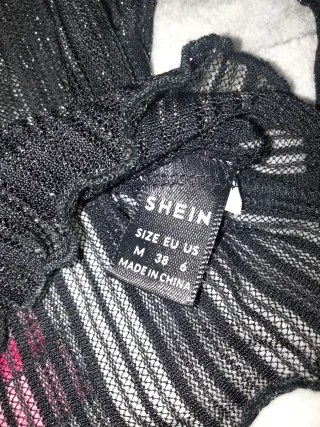 SHEIN
SIZE EU US
M 38 6
MADE IN CHINA